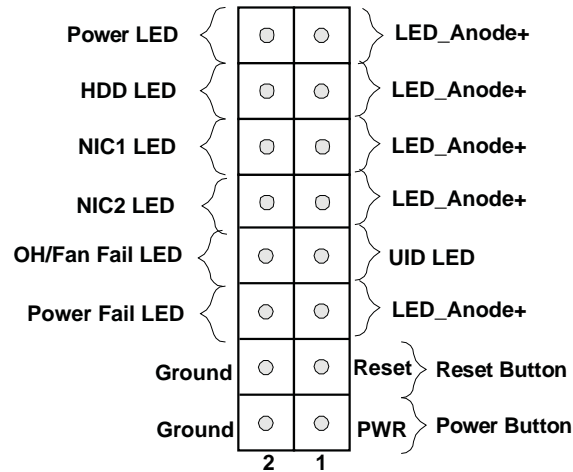 Power LED LED_Anode+
HDD LED LED_Anode+
NIC1 LED LED_Anode+
NIC2 LED LED_Anode+
OH/Fan Fail LED UID LED
Power Fail LED LED_Anode+
Ground Reset Reset Button
Ground PWR Power Button
2 1